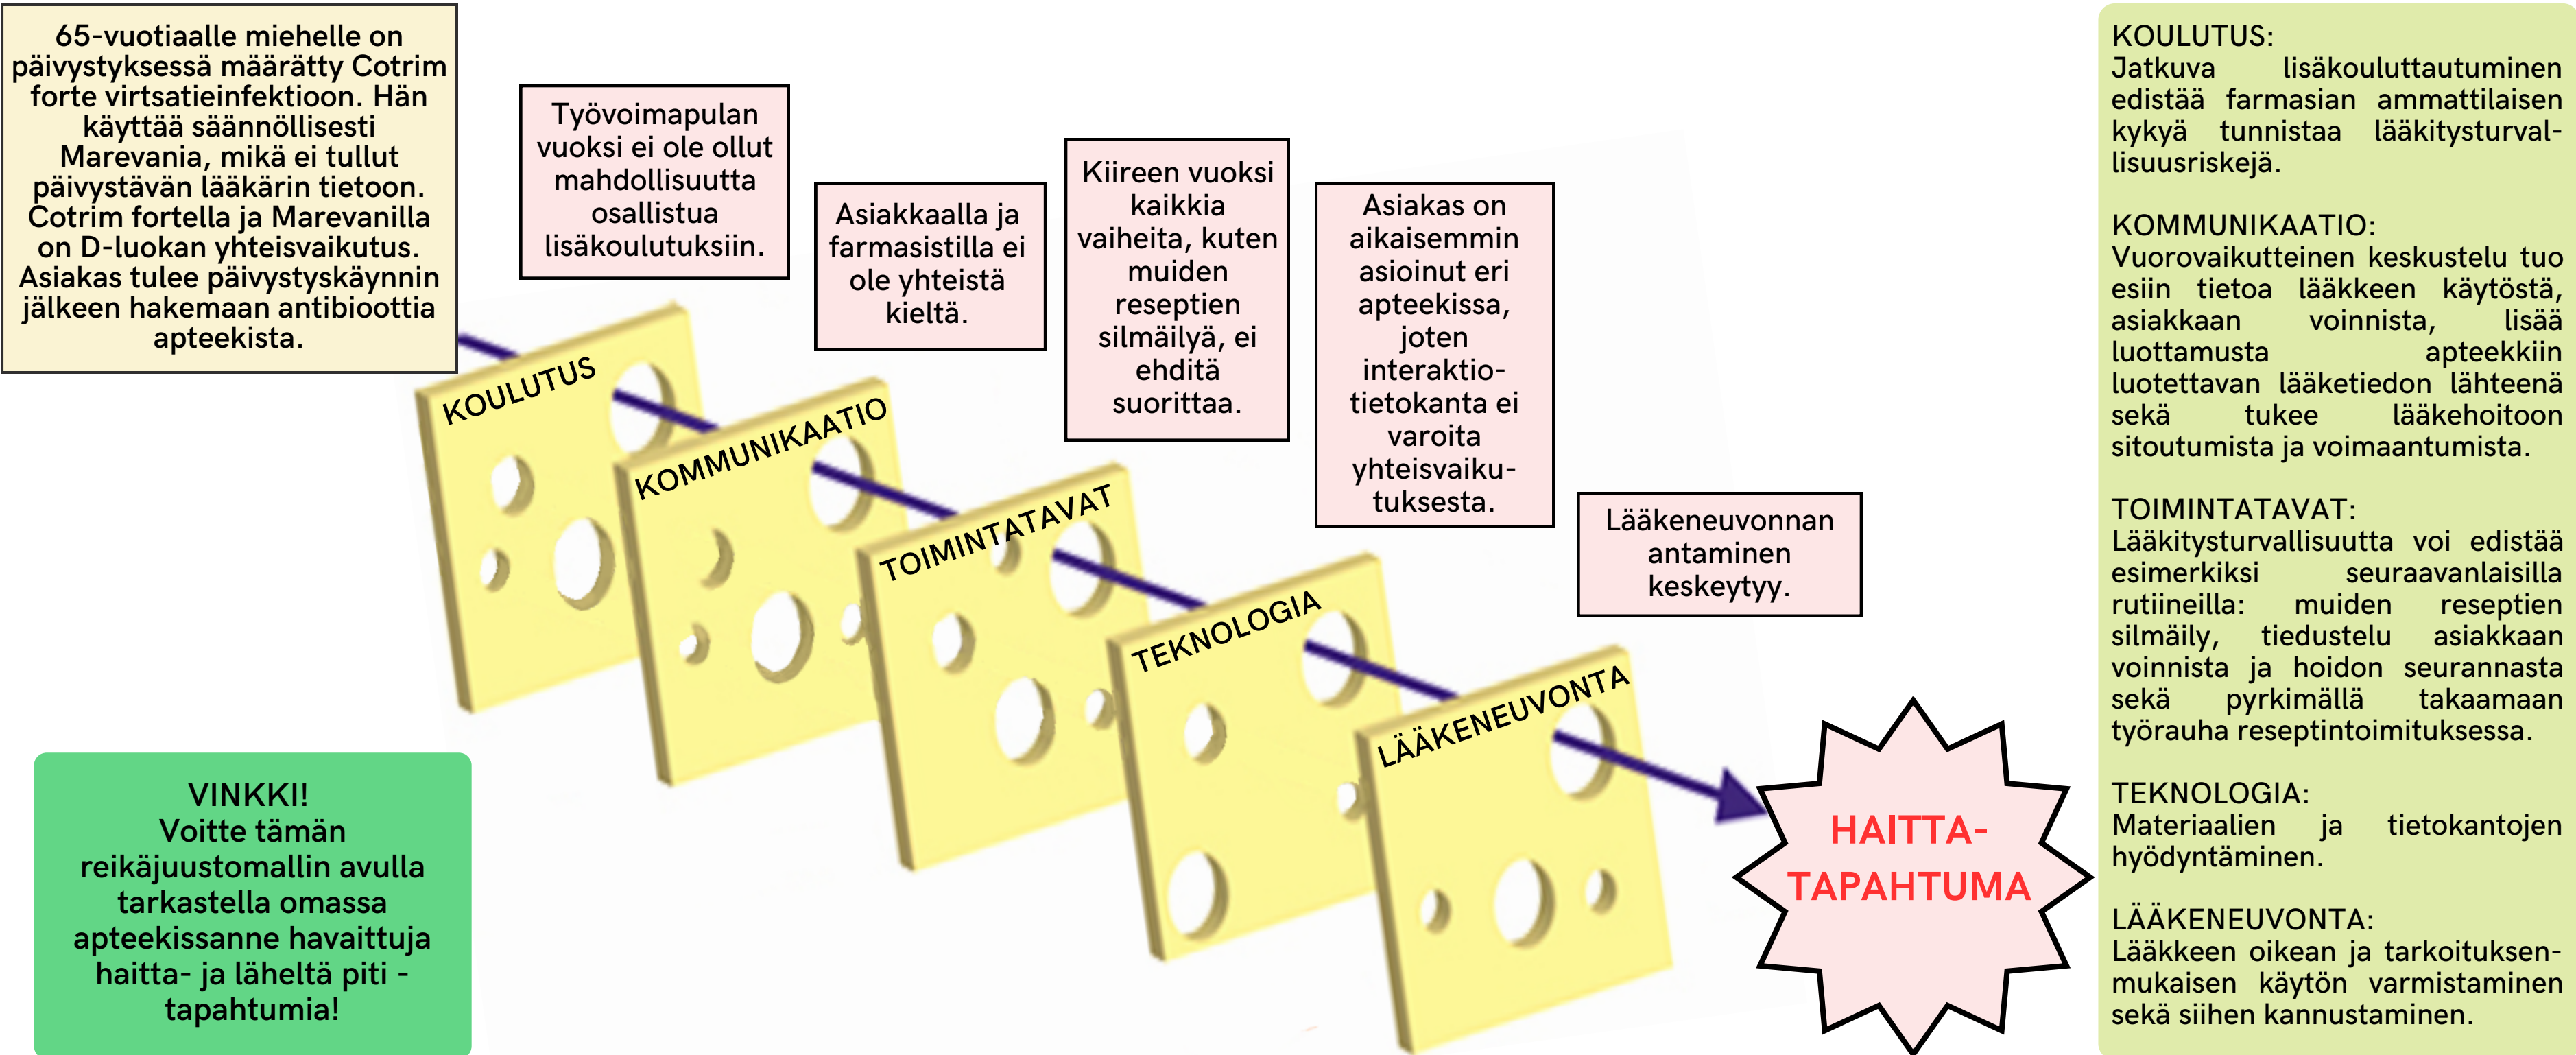 65-vuotiaalle miehelle on
päivystyksessä määrätty Cotrim
forte virtsatieinfektioon. Hän
käyttää säännöllisesti
Marevania, mikä ei tullut
päivystävän lääkärin tietoon.
Cotrim fortella ja Marevanilla
on D-luokan yhteisvaikutus.
Asiakas tulee päivystyskäynnin
jälkeen hakemaan antibioottia
apteekista.
Työvoimapulan
vuoksi ei ole ollut
mahdollisuutta
osallistua
lisäkoulutuksiin.
Asiakkaalla ja
farmasistilla ei
ole yhteistä
kieltä.
Kiireen vuoksi
kaikkia
vaiheita, kuten
muiden
reseptien
silmäilyä, ei
ehditä
suorittaa.
Asiakas on
aikaisemmin
asioinut eri
apteekissa,
joten
interaktio-
tietokanta ei
varoita
yhteisvaiku-
tuksesta.
Lääkeneuvonnan
antaminen
keskeytyy.
KOULUTUS
KOMMUNIKAATIO
TOIMINTATAVAT
TEKNOLOGIA
LÄÄKENEUVONTA
HAITTA-
TAPAHTUMA
VINKKI!
Voitte tämän
reikäjuustomallin avulla
tarkastella omassa
apteekissanne havaittuja
haitta- ja läheltä piti -
tapahtumia!
KOULUTUS:
Jatkuva lisäkouluttautuminen
edistää farmasian ammattilaisen
kykyä tunnistaa lääkitysturval-
lisuusriskejä.
KOMMUNIKAATIO:
Vuorovaikutteinen keskustelu tuo
esiin tietoa lääkkeen käytöstä,
asiakkaan voinnista, lisää
luottamusta apteekkiin
luotettavan lääketiedon lähteenä
sekä tukee lääkehoitoon
sitoutumista ja voimaantumista.
TOIMINTATAVAT:
Lääkitysturvallisuutta voi edistää
esimerkiksi seuraavanlaisilla
rutiineilla: muiden reseptien
silmäily, tiedustelu asiakkaan
voinnista ja hoidon seurannasta
sekä pyrkimällä takaamaan
työrauha reseptintoimituksessa.
TEKNOLOGIA:
Materiaalien ja tietokantojen
hyödyntäminen.
LÄÄKENEUVONTA:
Lääkkeen oikean ja tarkoituksen-
mukaisen käytön varmistaminen
sekä siihen kannustaminen.